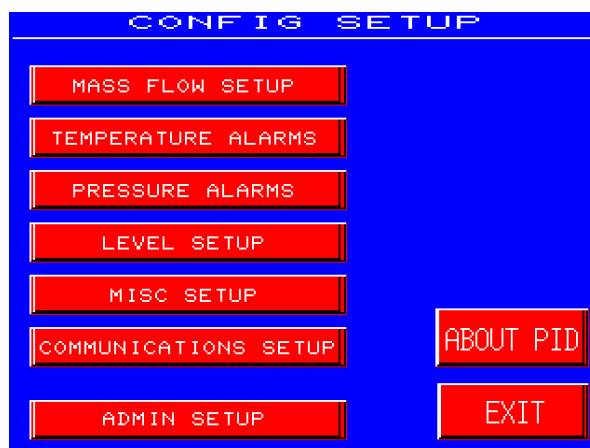 CONFIG SETUP
MASS FLOW SETUP
TEMPERATURE ALARMS
PRESSURE ALARMS
LEVEL SETUP
MISC SETUP
COMMUNICATIONS SETUP
ABOUT PID
ADMIN SETUP
EXIT